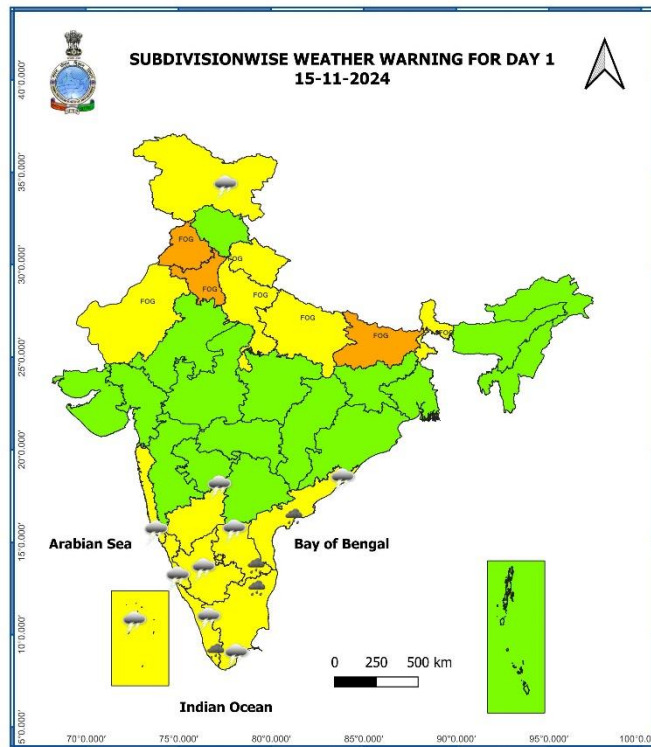 SUBDIVISIONWISE WEATHER WARNING FOR DAY 1
15-11-2024
40°0.000'
35°0.000'
30°0.000'
25°0.000'
20°0.000'
15°0.000'
10°0.000'
5°0.000'
FOG
FOG
FOG
FOG
FOG
FOG
FOG
FOG
Arabian Sea
Bay of Bengal
Indian Ocean
0 250 500 km
70°0.000' 75°0.000' 80°0.000' 85°0.000' 90°0.000' 95°0.000' 100°0.000'